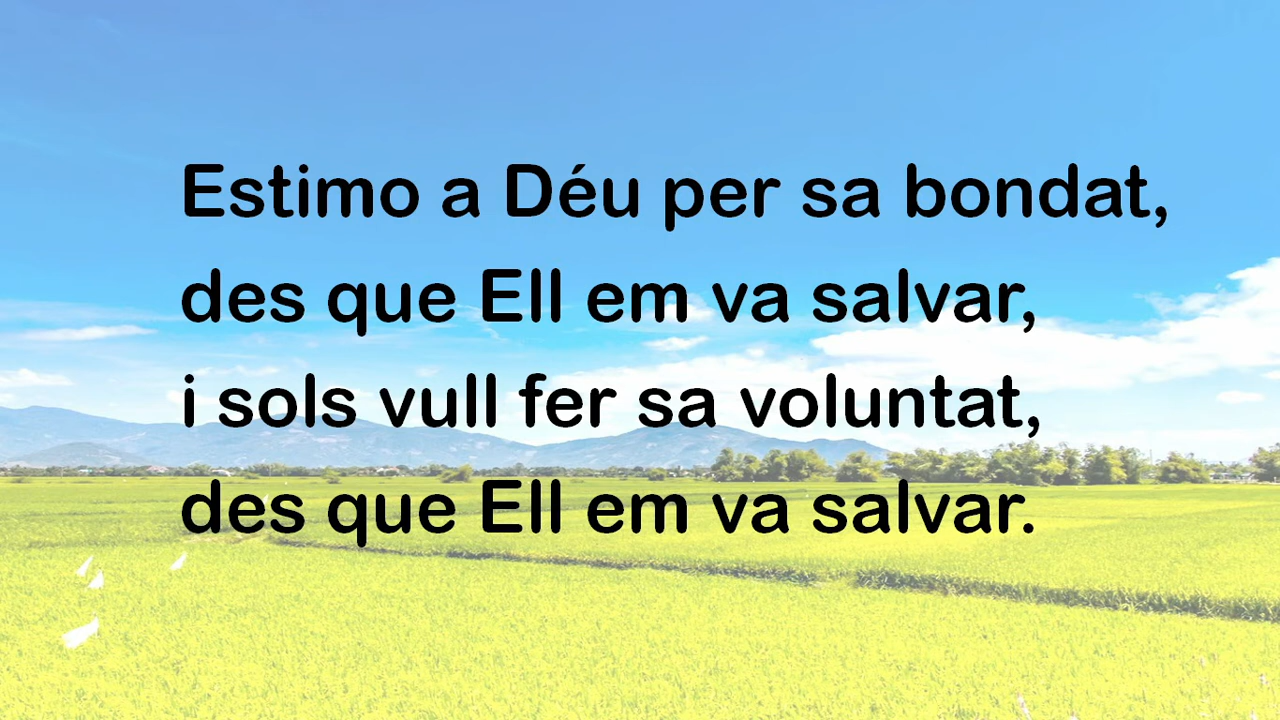 Estimo a Déu per sa bondat,
des que Ell em va salvar,
i sols vull fer sa voluntat,
des que Ell em va salvar.